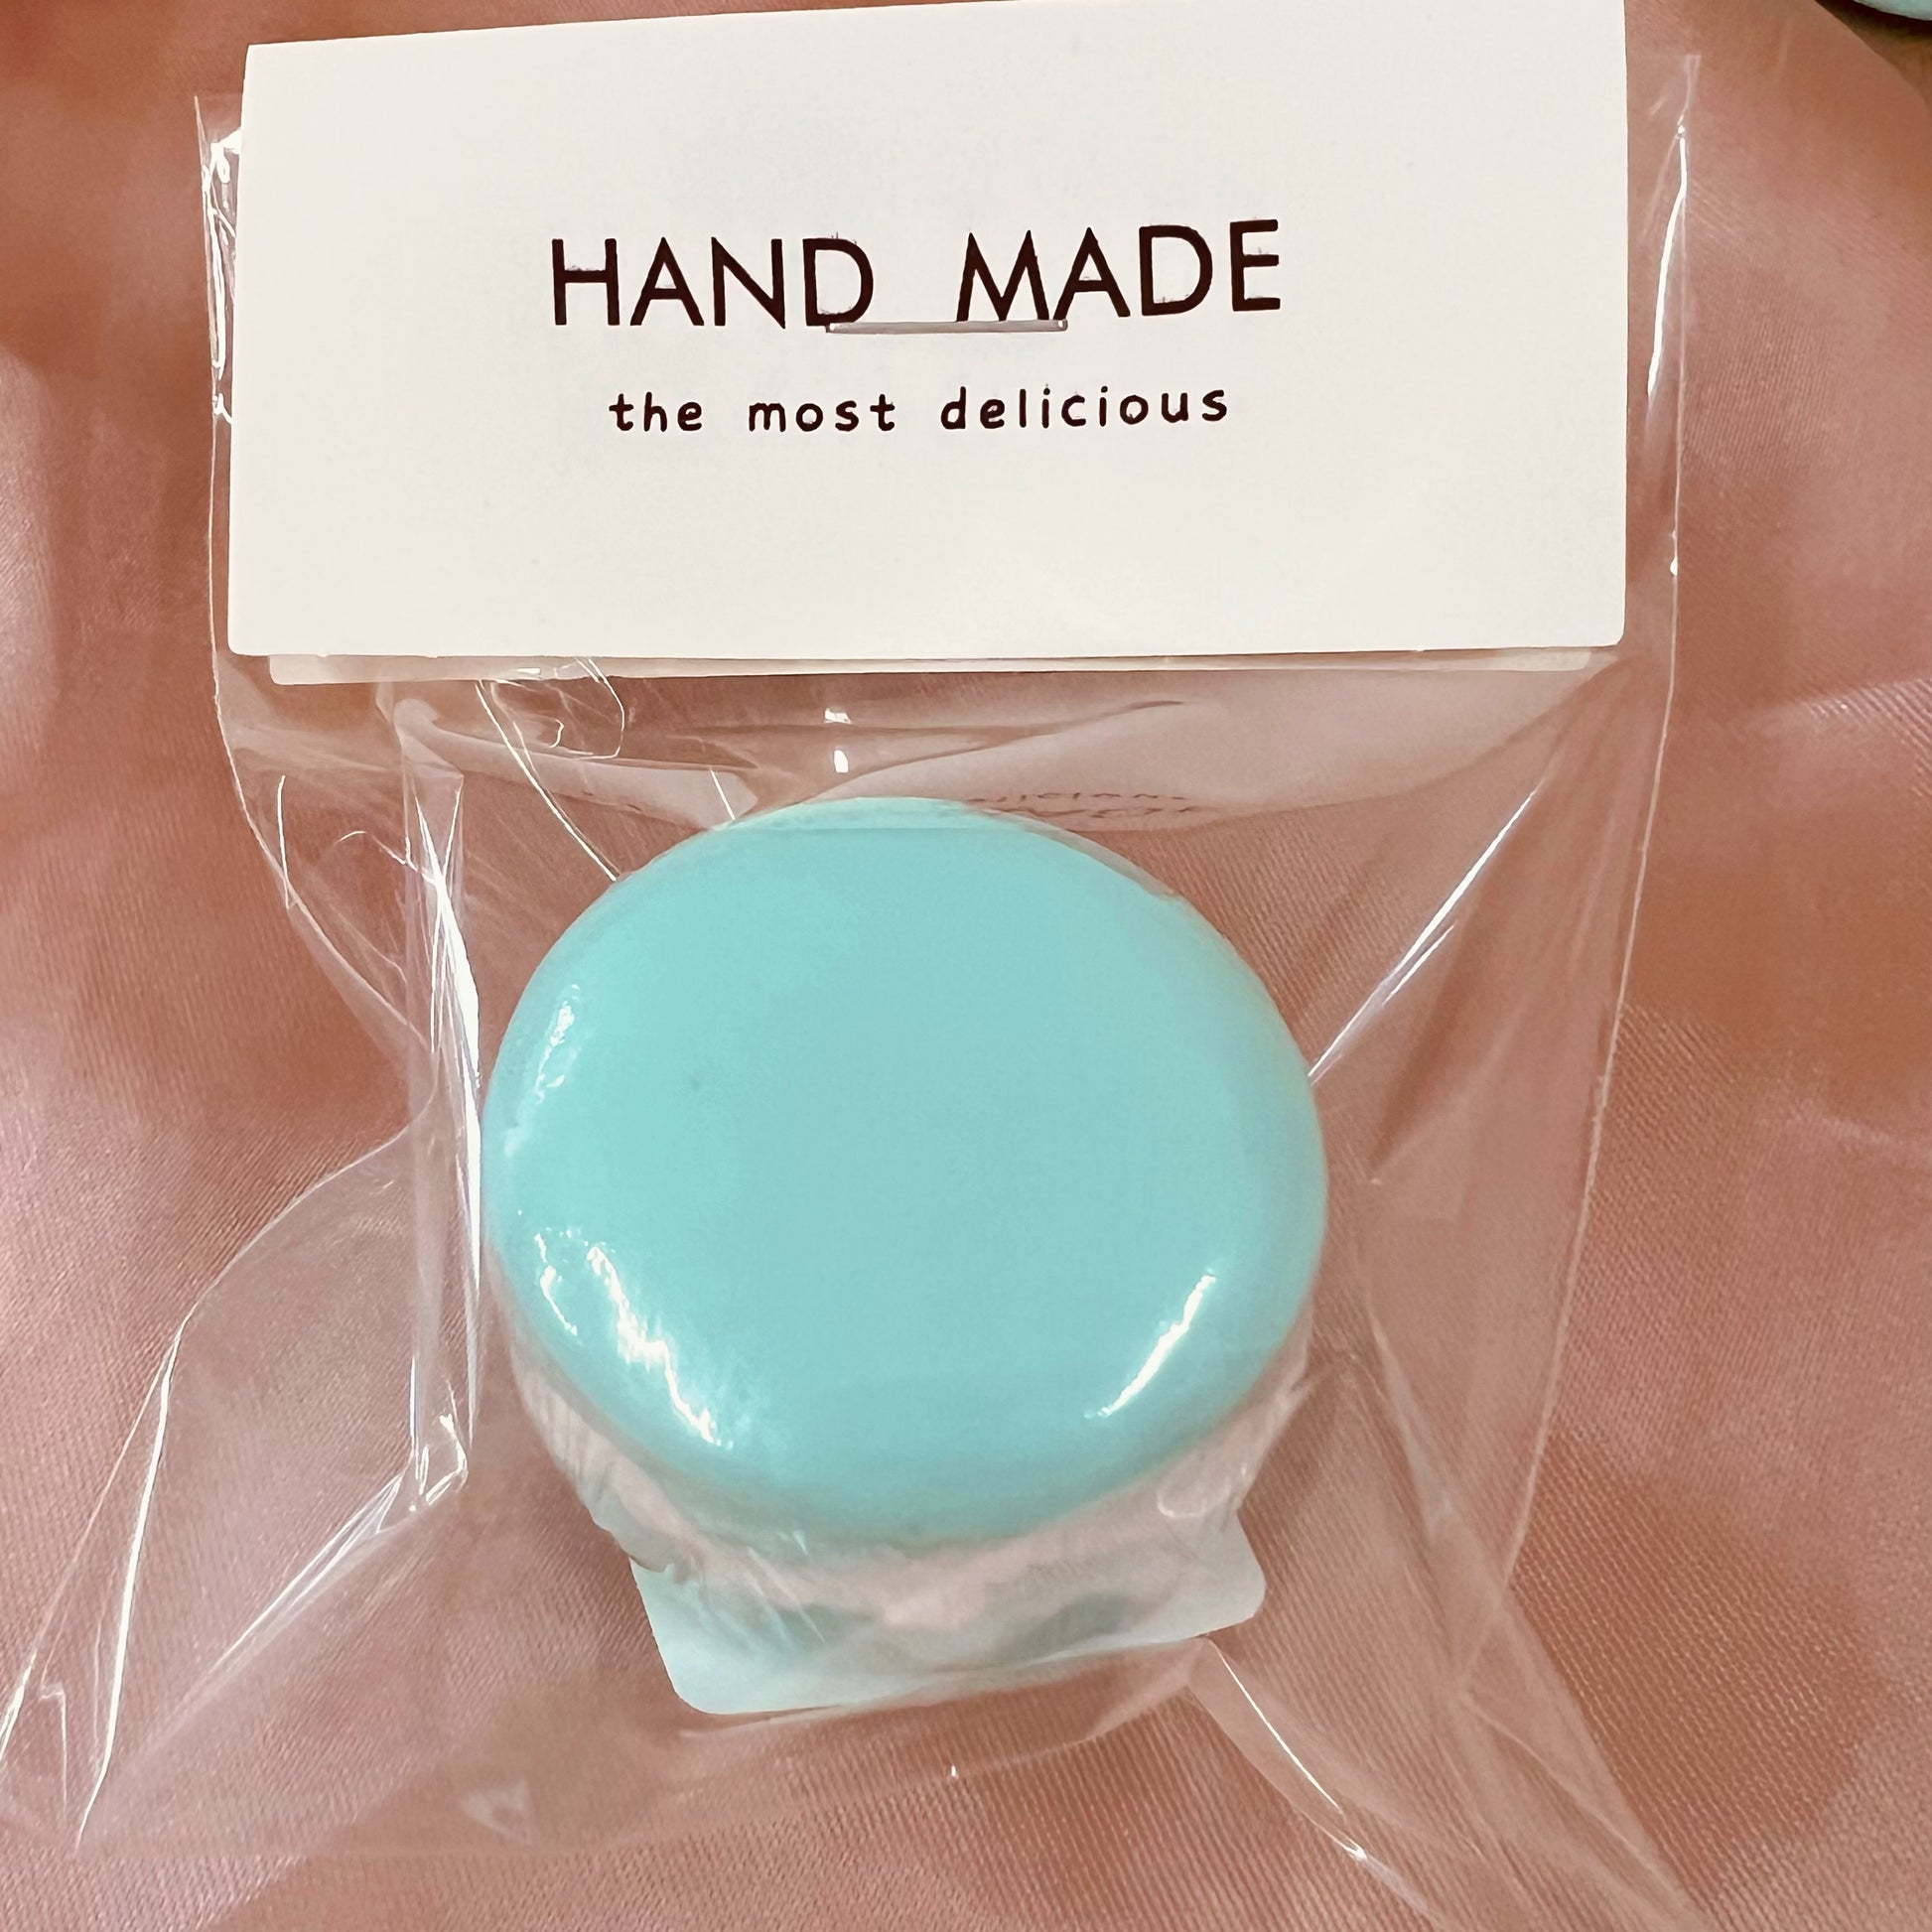 HAND MADE
the most delicious